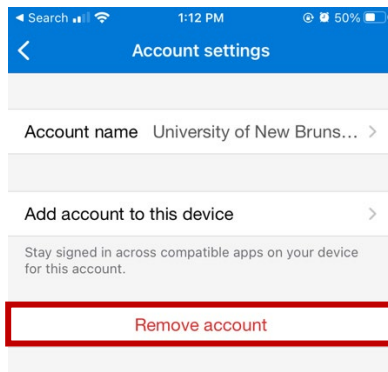 Search 1:12 PM 50%
Account settings
Account name University of New Bruns...
Add account to this device
Stay signed in across compatible apps on your device
for this account.
Remove account